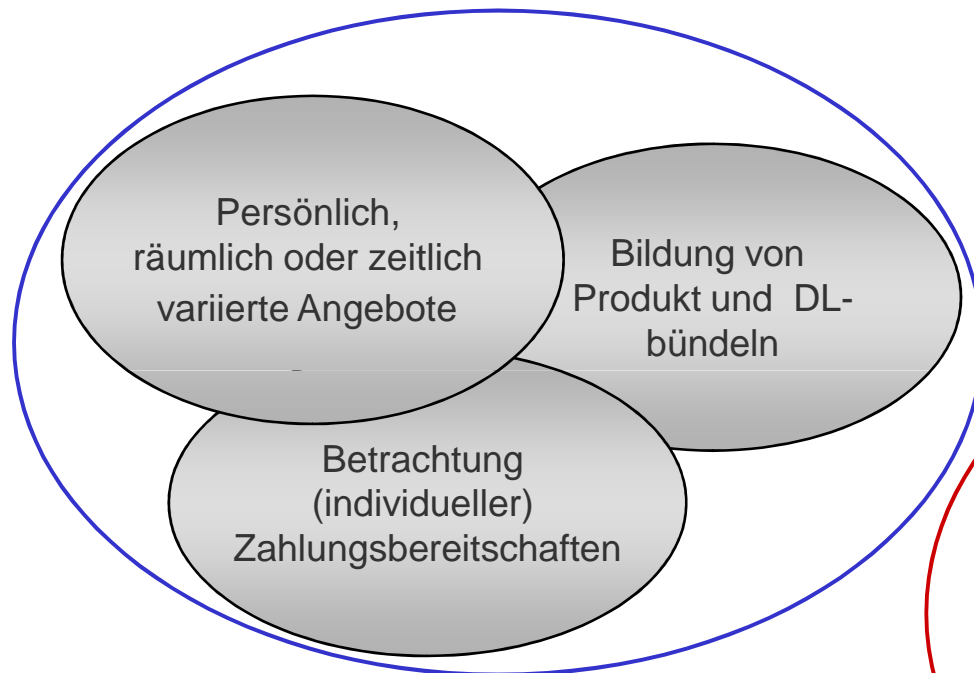 Persönlich,
räumlich oder zeitlich
variierte Angebote
Bildung von
Produkt und DL-
bündeln
Betrachtung
(individueller)
Zahlungsbereitschaften